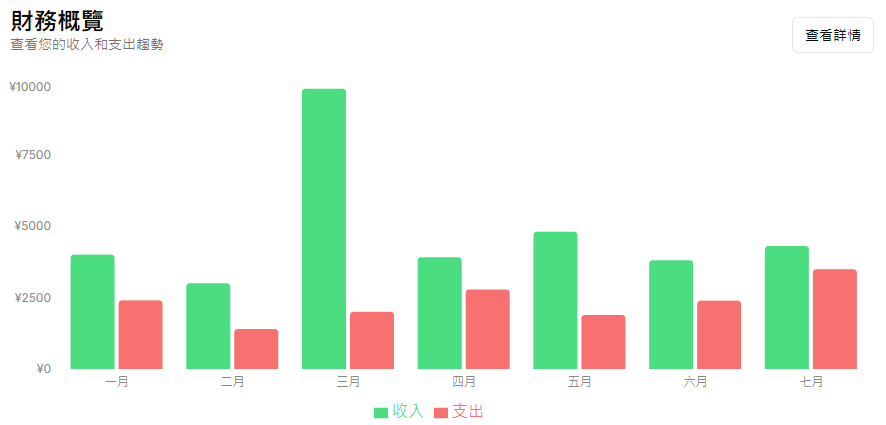 財務概覽
查看您的收入和支出趨勢
查看詳情
¥10000
¥7500
¥5000
¥2500
¥0
一月 二月 三月 四月 五月 六月 七月
收入 支出